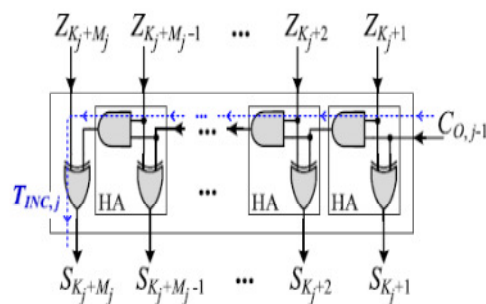 Z_{K_j+M_j} Z_{K_j+M_j-1} ... Z_{K_j+2} Z_{K_j+1}
... C_{O,j-1}
...
T_{INC,j} HA ... HA HA
S_{K_j+M_j} S_{K_j+M_j-1} ... S_{K_j+2} S_{K_j+1}